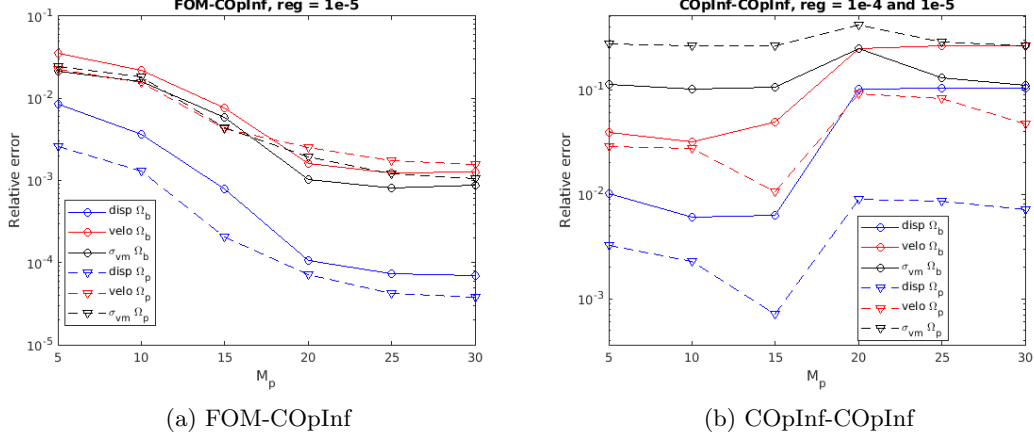 FOM-COpInf, reg = 1e-5
10^-1
10^-2
10^-3
10^-4
10^-5
Relative error
disp Ω_b
velo Ω_b
σ_vm Ω_b
disp Ω_p
velo Ω_p
σ_vm Ω_p
5 10 15 20 25 30
M_p
(a) FOM-COpInf
COpInf-COpInf, reg = 1e-4 and 1e-5
10^-1
10^-2
10^-3
Relative error
disp Ω_b
velo Ω_b
σ_vm Ω_b
disp Ω_p
velo Ω_p
σ_vm Ω_p
5 10 15 20 25 30
M_p
(b) COpInf-COpInf